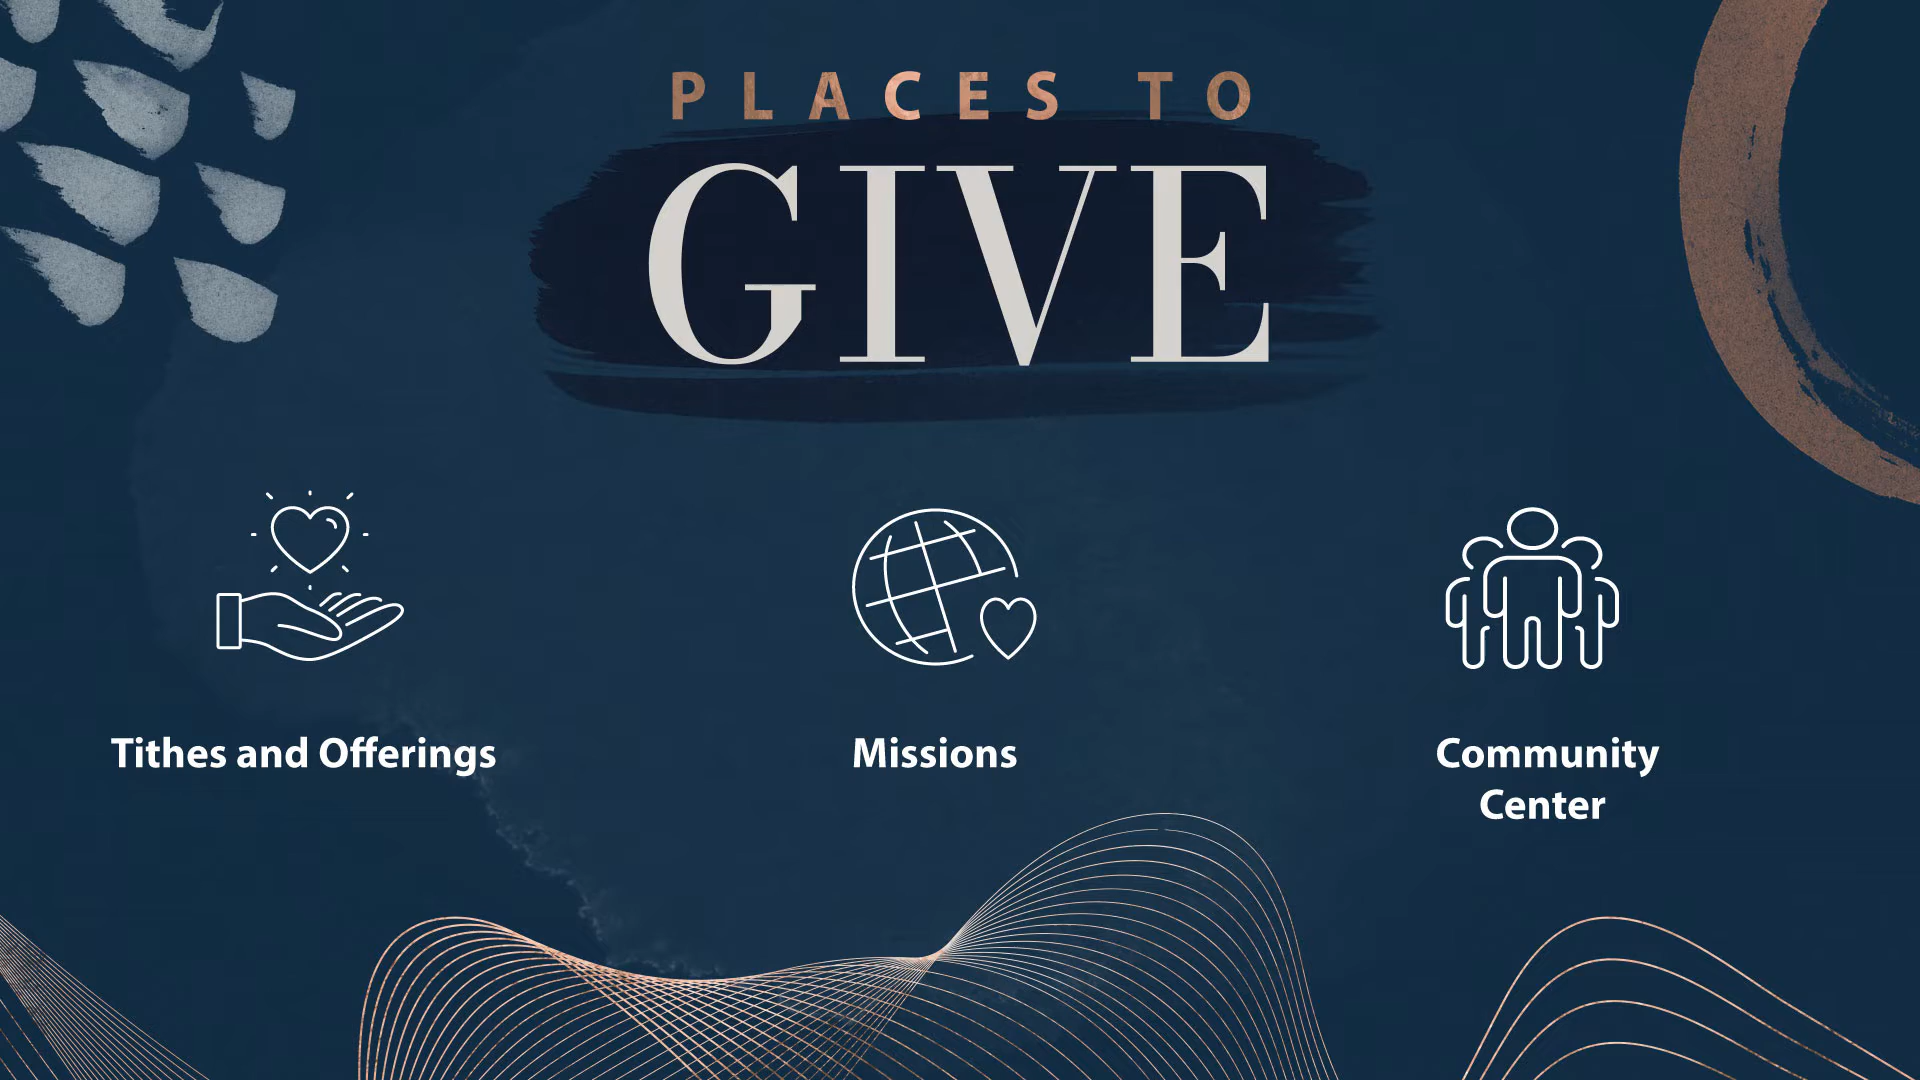 PLACES TO
GIVE
Tithes and Offerings
Missions
Community
Center